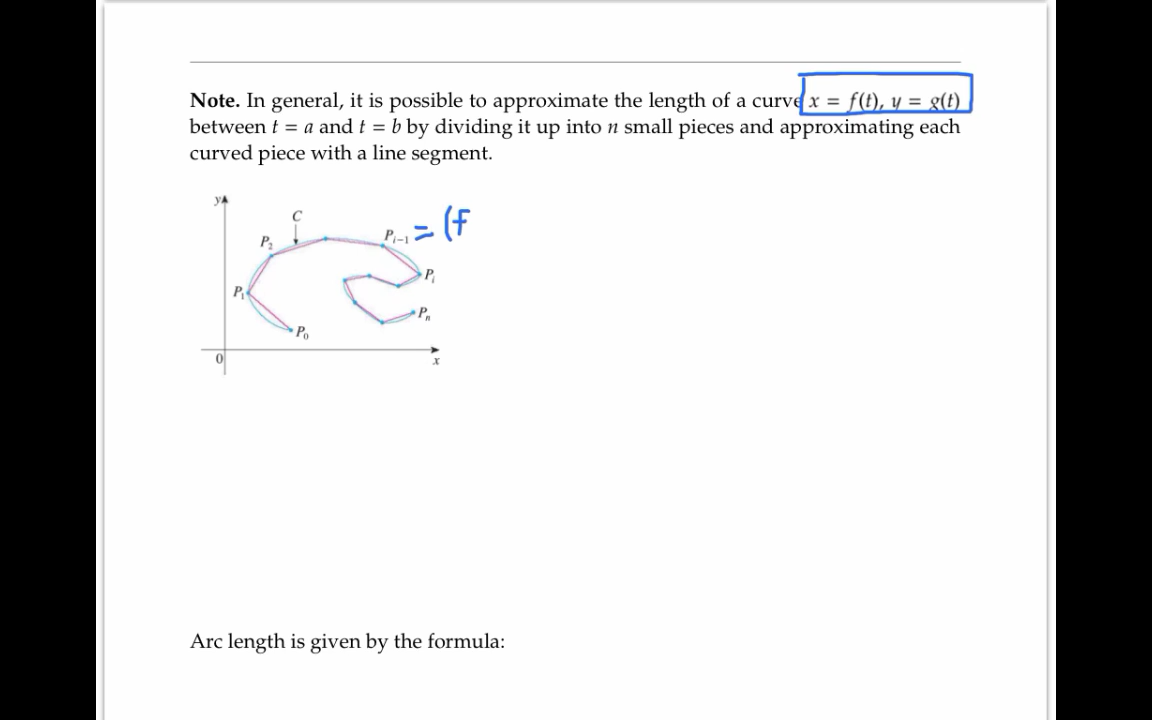 Note. In general, it is possible to approximate the length of a curve x = f(t), y = g(t)
between t = a and t = b by dividing it up into n small pieces and approximating each
curved piece with a line segment.
y
C
P₂
Pᵢ₋₁ = (f
Pᵢ
P₁
Pₙ
P₀
0
x
Arc length is given by the formula: